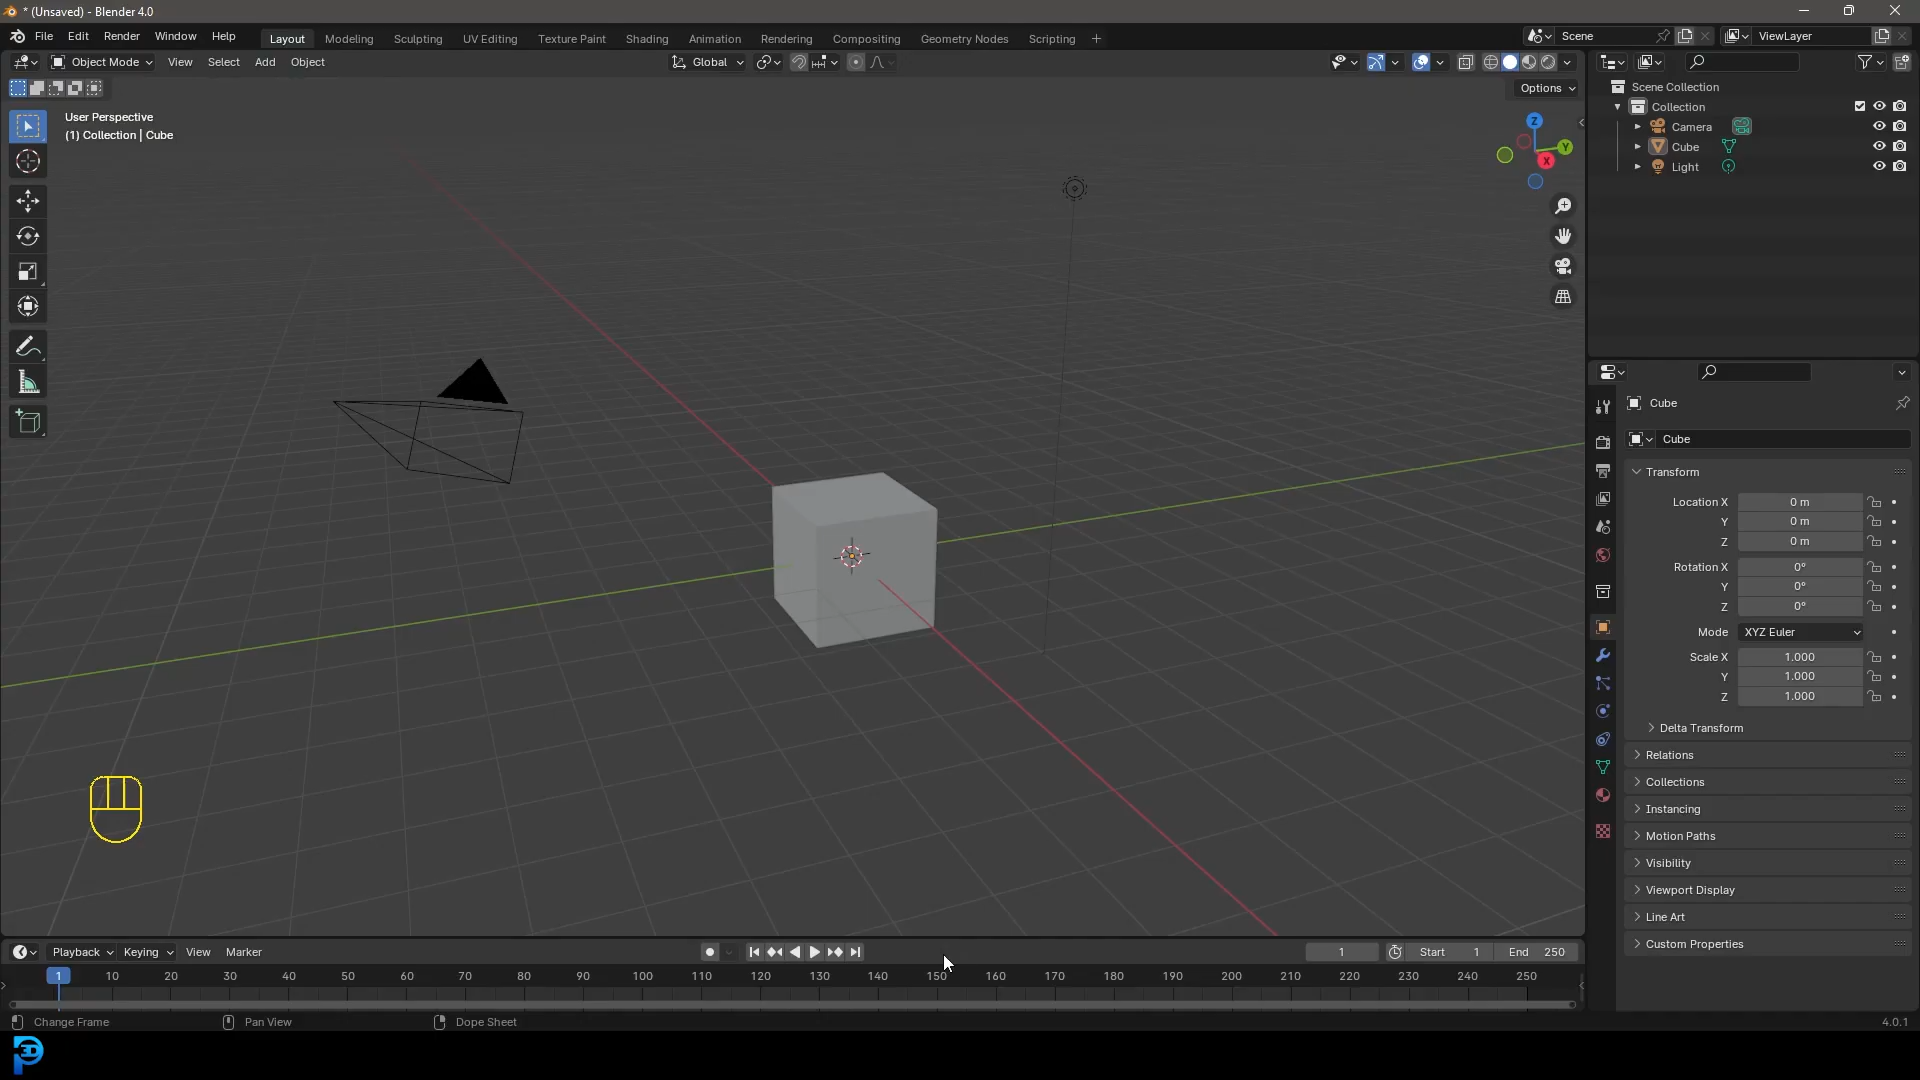 * (Unsaved) - Blender 4.0
File Edit Render Window Help Layout Modeling Sculpting UV Editing Texture Paint Shading Animation Rendering Compositing Geometry Nodes Scripting + Scene ViewLayer
Object Mode View Select Add Object Global
Options
User Perspective
(1) Collection | Cube
Z
Y
X
Scene Collection
Collection
Camera
Cube
Light
Cube
Cube
Transform
Location X 0 m
Y 0 m
Z 0 m
Rotation X 0°
Y 0°
Z 0°
Mode XYZ Euler
Scale X 1.000
Y 1.000
Z 1.000
Delta Transform
Relations
Collections
Instancing
Motion Paths
Visibility
Viewport Display
Line Art
Custom Properties
Playback Keying View Marker 1 Start 1 End 250
1 10 20 30 40 50 60 70 80 90 100 110 120 130 140 150 160 170 180 190 200 210 220 230 240 250
Change Frame Pan View Dope Sheet 4.0.1
P3D